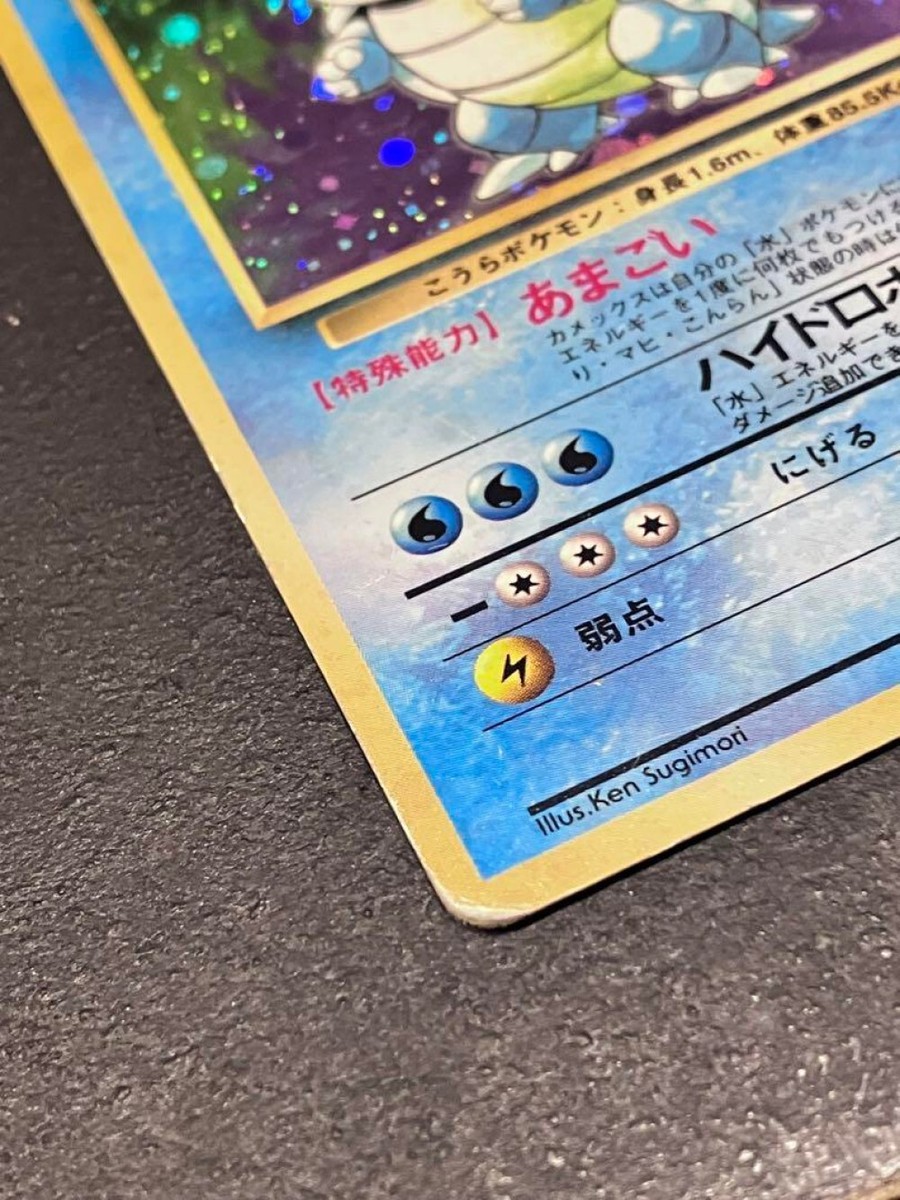 こうらポケモン：身長1.6m、体重85.5K
【特殊能力】あまごい
カメックスは自分の「水」ポケモンに
エネルギーを1度に何枚でもつける
り・マヒ・こんらん」状態の時は
ハイドロポ
「水」エネルギーを
ダメージ追加でき
にげる
弱点
Illus.Ken Sugimori